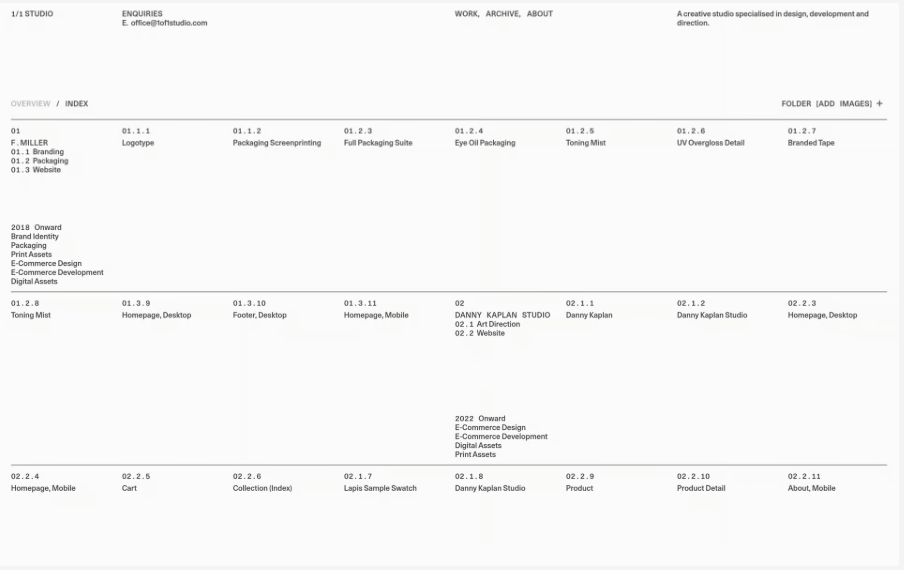 1/1 STUDIO
ENQUIRIES
E. office@1of1studio.com
WORK, ARCHIVE, ABOUT
A creative studio specialised in design, development and
direction.
OVERVIEW / INDEX
FOLDER [ADD IMAGES] +
01
F. MILLER
01.1 Branding
01.2 Packaging
01.3 Website
2018 Onward
Brand Identity
Packaging
Print Assets
E-Commerce Design
E-Commerce Development
Digital Assets
01.1.1
Logotype
01.1.2
Packaging Screenprinting
01.2.3
Full Packaging Suite
01.2.4
Eye Oil Packaging
01.2.5
Toning Mist
01.2.6
UV Overgloss Detail
01.2.7
Branded Tape
01.2.8
Toning Mist
01.3.9
Homepage, Desktop
01.3.10
Footer, Desktop
01.3.11
Homepage, Mobile
02
DANNY KAPLAN STUDIO
02.1 Art Direction
02.2 Website
2022 Onward
E-Commerce Design
E-Commerce Development
Digital Assets
Print Assets
02.1.1
Danny Kaplan
02.1.2
Danny Kaplan Studio
02.2.3
Homepage, Desktop
02.2.4
Homepage, Mobile
02.2.5
Cart
02.2.6
Collection (Index)
02.1.7
Lapis Sample Swatch
02.1.8
Danny Kaplan Studio
02.2.9
Product
02.2.10
Product Detail
02.2.11
About, Mobile